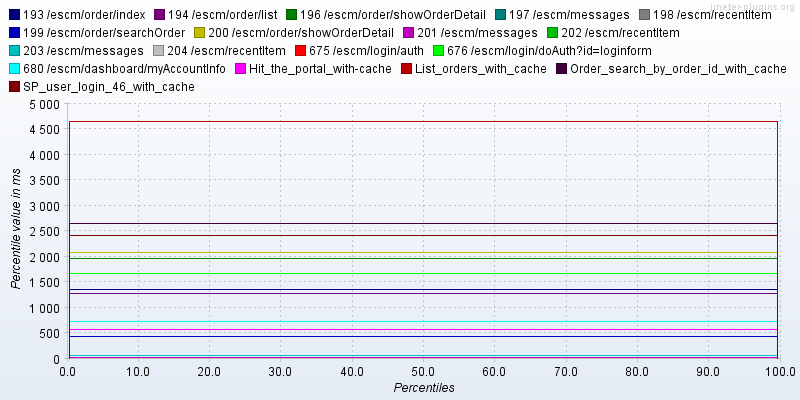 193 /escm/order/index 194 /escm/order/list 196 /escm/order/showOrderDetail 197 /escm/messages 198 /escm/recentItem
jmeter-plugins.org
199 /escm/order/searchOrder 200 /escm/order/showOrderDetail 201 /escm/messages 202 /escm/recentItem
203 /escm/messages 204 /escm/recentItem 675 /escm/login/auth 676 /escm/login/doAuth?id=loginform
680 /escm/dashboard/myAccountInfo Hit_the_portal_with-cache List_orders_with_cache Order_search_by_order_id_with_cache
SP_user_login_46_with_cache
5 000
4 500
4 000
3 500
3 000
2 500
2 000
1 500
1 000
500
0
Percentile value in ms
0.0 10.0 20.0 30.0 40.0 50.0 60.0 70.0 80.0 90.0 100.0
Percentiles